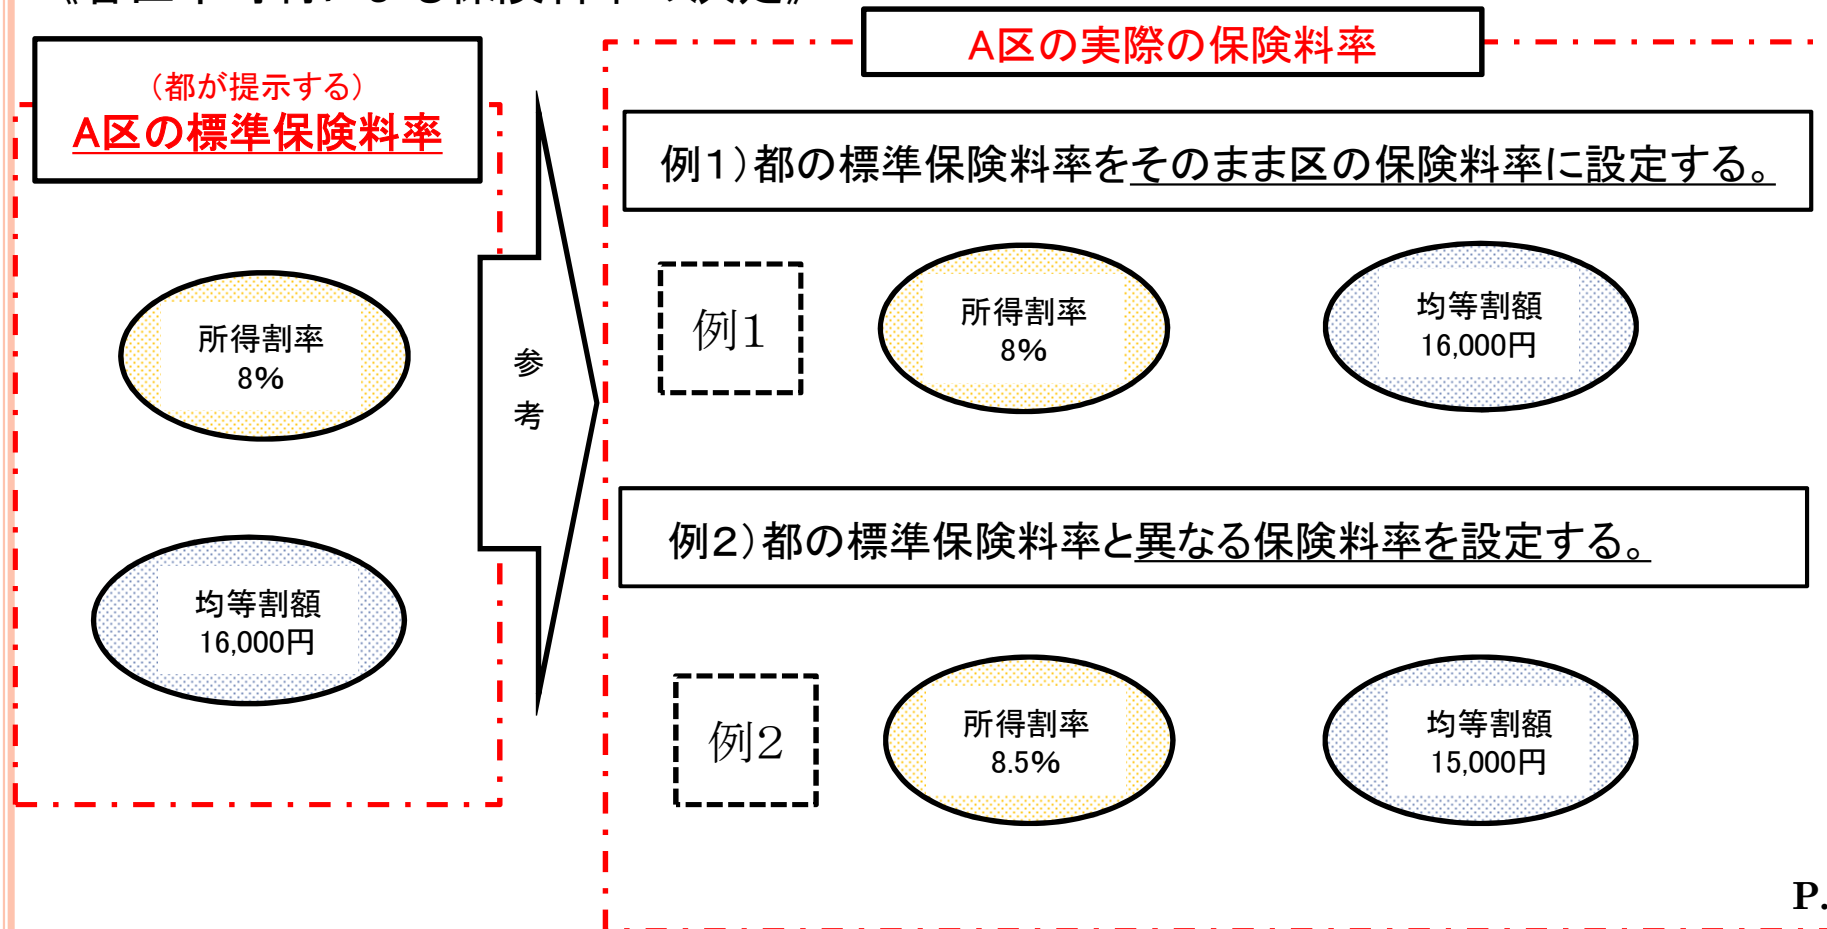 A区の実際の保険料率
(都が提示する)
A区の標準保険料率
例1)都の標準保険料率をそのまま区の保険料率に設定する。
所得割率
8%
均等割額
16,000円
参
考
例1
所得割率
8%
均等割額
16,000円
例2)都の標準保険料率と異なる保険料率を設定する。
例2
所得割率
8.5%
均等割額
15,000円
P.